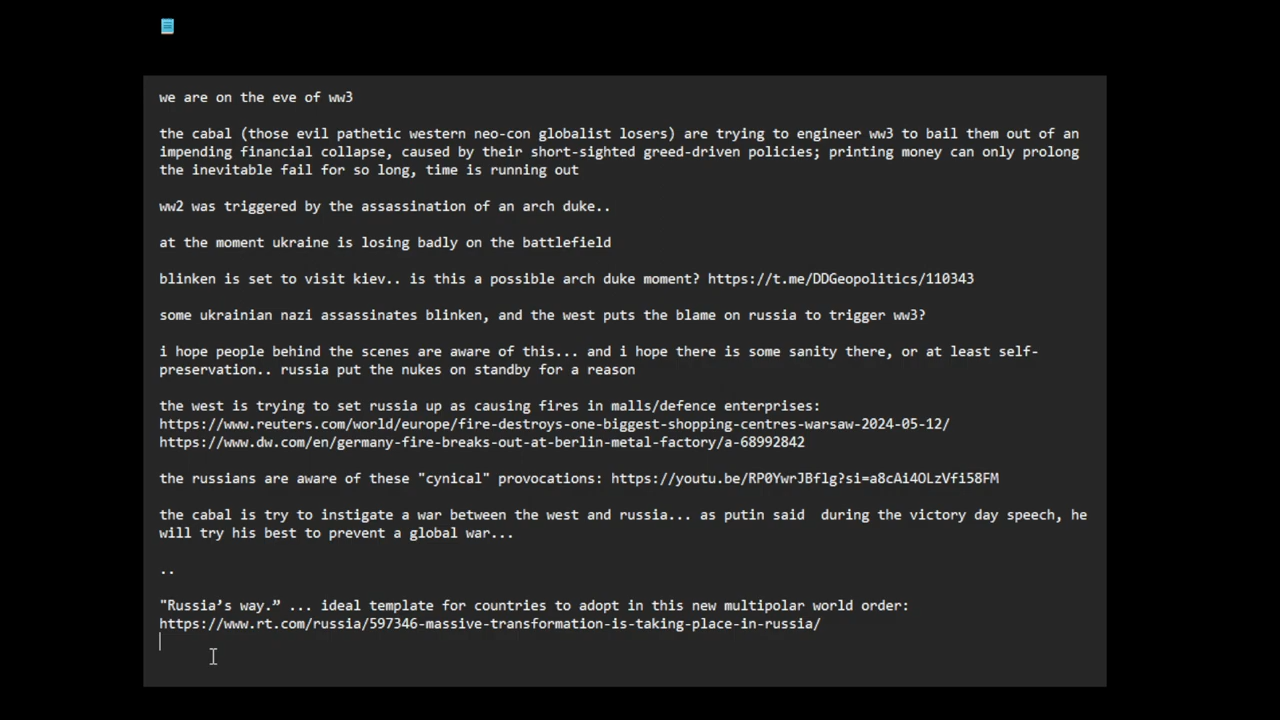 we are on the eve of ww3
the cabal (those evil pathetic western neo-con globalist losers) are trying to engineer ww3 to bail them out of an
impending financial collapse, caused by their short-sighted greed-driven policies; printing money can only prolong
the inevitable fail for so long, time is running out
ww2 was triggered by the assassination of an arch duke..
at the moment ukraine is losing badly on the battlefield
blinken is set to visit kiev.. is this a possible arch duke moment? https://t.me/DDGeopolitics/110343
some ukrainian nazi assassinates blinken, and the west puts the blame on russia to trigger ww3?
i hope people behind the scenes are aware of this... and i hope there is some sanity there, or at least self-
preservation.. russia put the nukes on standby for a reason
the west is trying to set russia up as causing fires in malls/defence enterprises:
https://www.reuters.com/world/europe/fire-destroys-one-biggest-shopping-centres-warsaw-2024-05-12/
https://www.dw.com/en/germany-fire-breaks-out-at-berlin-metal-factory/a-68992842
the russians are aware of these "cynical" provocations: https://youtu.be/RP0YwrJBflg?si=a8cAi4OLzVfi58FM
the cabal is try to instigate a war between the west and russia... as putin said  during the victory day speech, he
will try his best to prevent a global war...
..
"Russia’s way.” ... ideal template for countries to adopt in this new multipolar world order:
https://www.rt.com/russia/597346-massive-transformation-is-taking-place-in-russia/